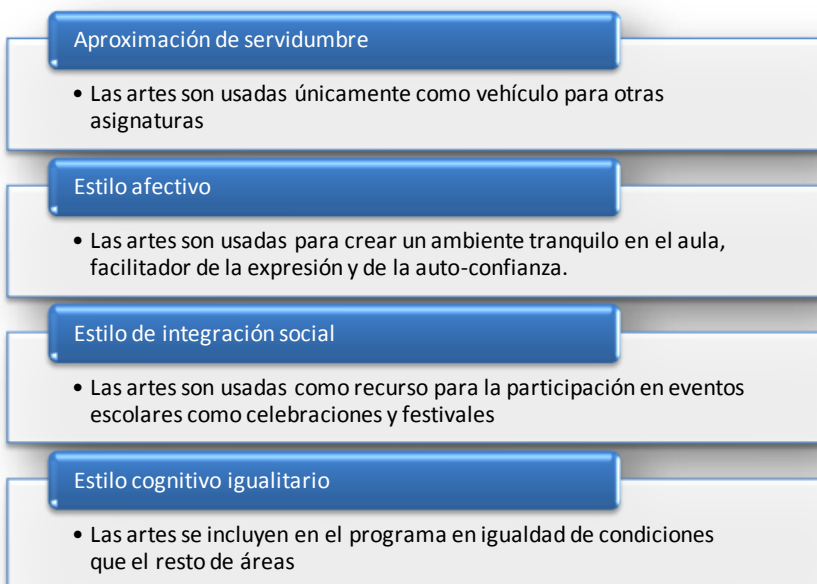 Aproximación de servidumbre
• Las artes son usadas únicamente como vehículo para otras
asignaturas
Estilo afectivo
• Las artes son usadas para crear un ambiente tranquilo en el aula,
facilitador de la expresión y de la auto-confianza.
Estilo de integración social
• Las artes son usadas como recurso para la participación en eventos
escolares como celebraciones y festivales
Estilo cognitivo igualitario
• Las artes se incluyen en el programa en igualdad de condiciones
que el resto de áreas